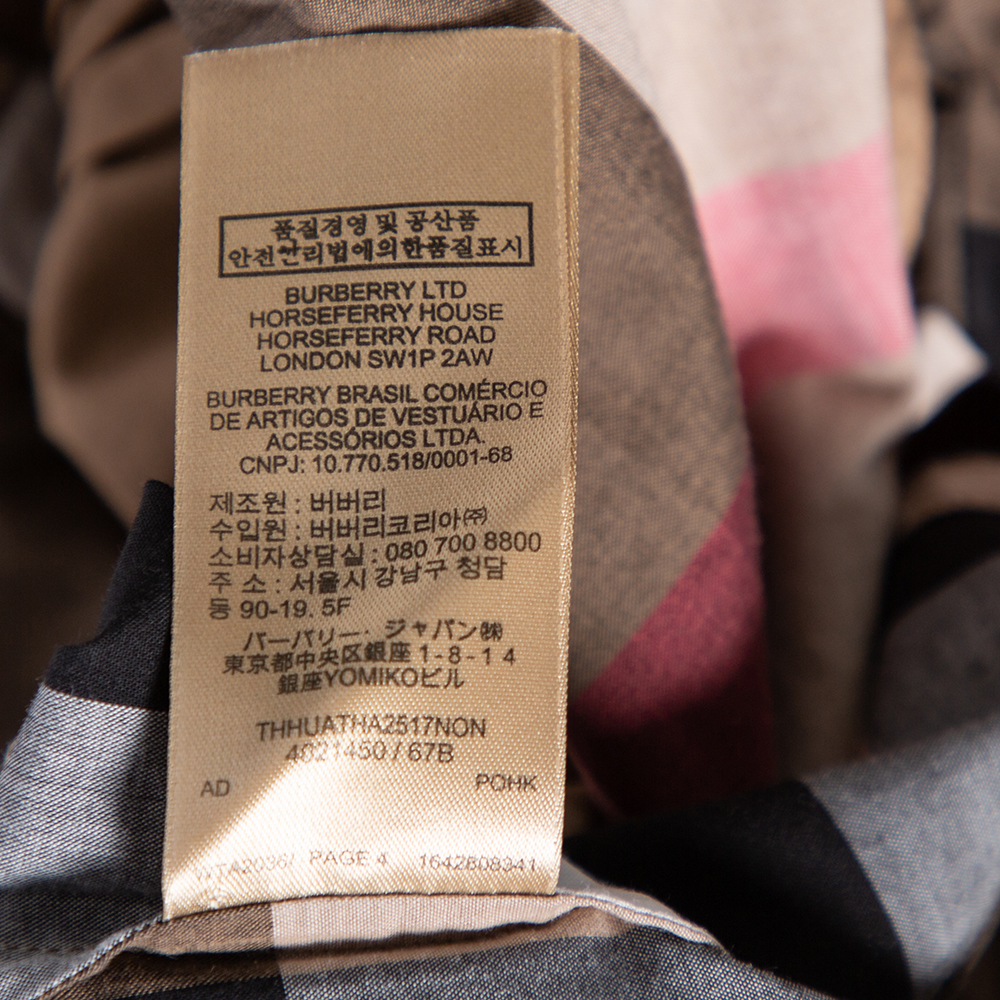 품질경영 및 공산품
안전관리법에의한품질표시
BURBERRY LTD
HORSEFERRY HOUSE
HORSEFERRY ROAD
LONDON SW1P 2AW
BURBERRY BRASIL COMÉRCIO
DE ARTIGOS DE VESTUÁRIO E
ACESSÓRIOS LTDA.
CNPJ: 10.770.518/0001-68
제조원 : 버버리
수입원 : 버버리코리아㈜
소비자상담실 : 080 700 8800
주 소 : 서울시 강남구 청담
동 90-19. 5F
バーバリー・ジャパン㈱
東京都中央区銀座1-8-14
銀座YOMIKOビル
THHUATHA2517NON
4021450 / 67B
AD POHK
WTA2036/ PAGE 4 1642808341